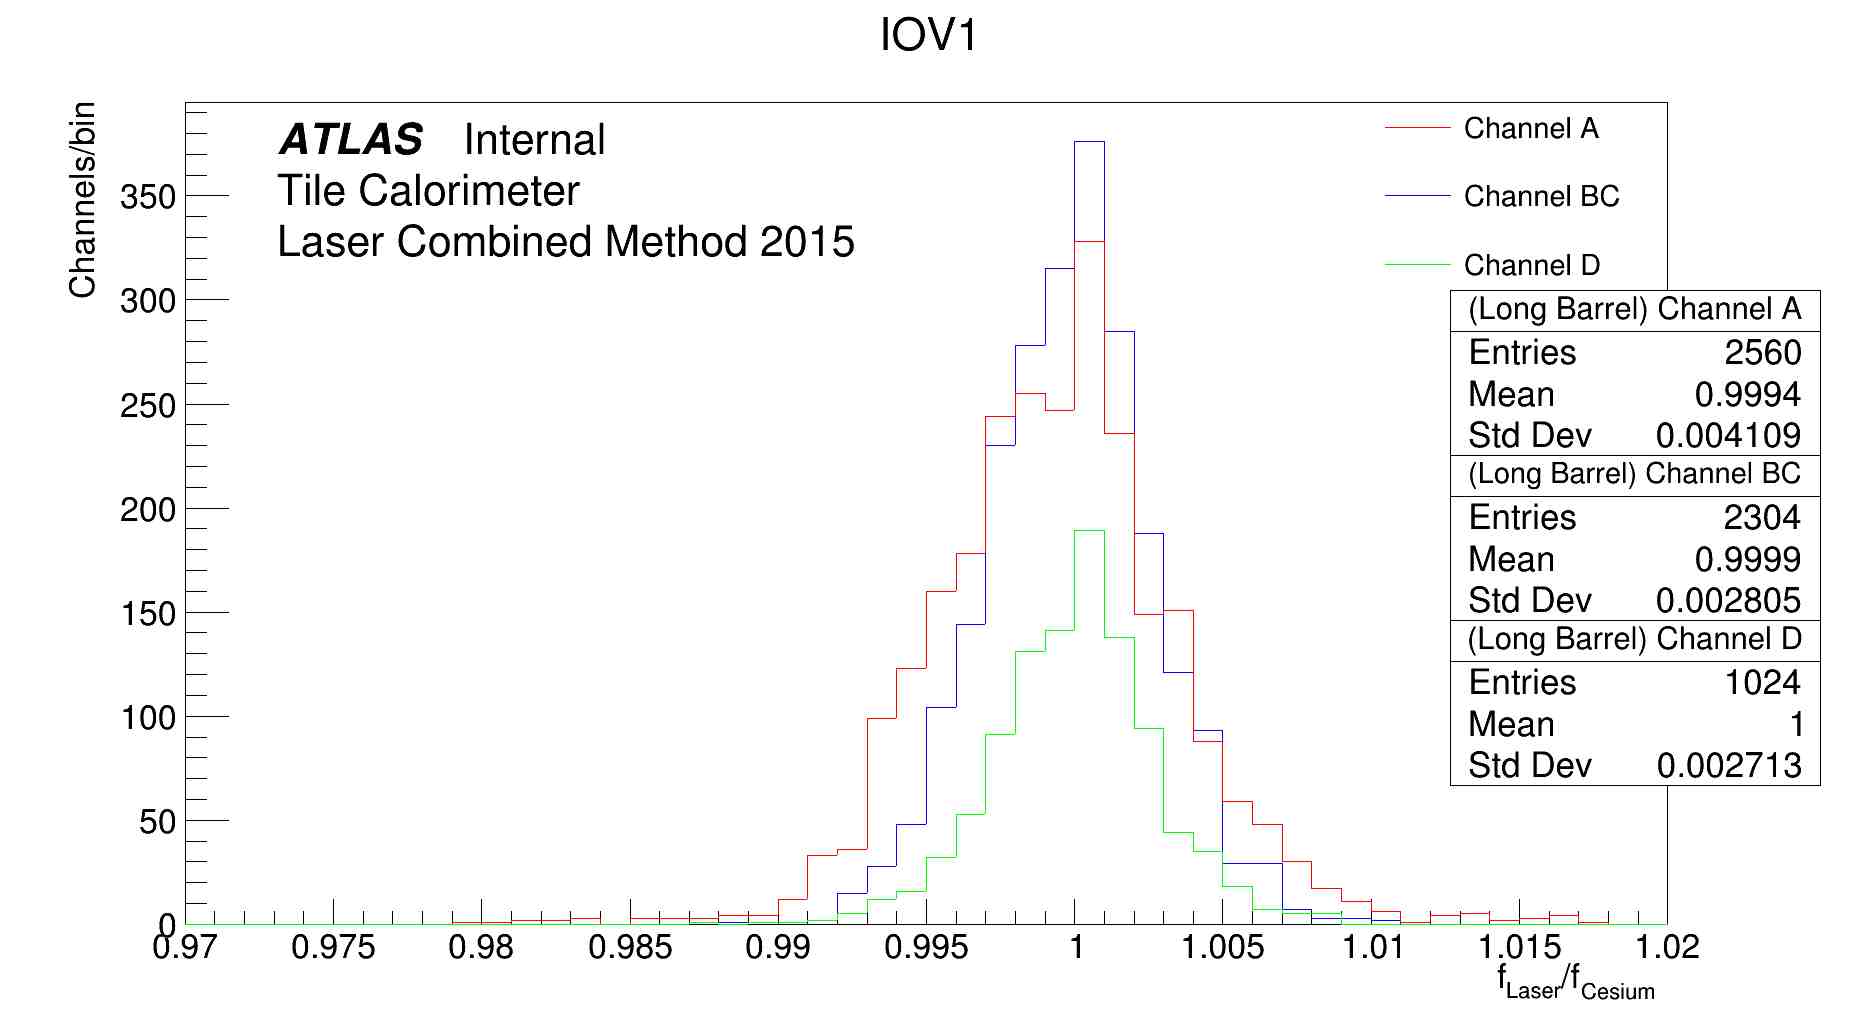 IOV1
Channels/bin
ATLAS Internal
Tile Calorimeter
Laser Combined Method 2015
Channel A
Channel BC
Channel D
(Long Barrel) Channel A
Entries 2560
Mean 0.9994
Std Dev 0.004109
(Long Barrel) Channel BC
Entries 2304
Mean 0.9999
Std Dev 0.002805
(Long Barrel) Channel D
Entries 1024
Mean 1
Std Dev 0.002713
350
300
250
200
150
100
50
0
0.97 0.975 0.98 0.985 0.99 0.995 1 1.005 1.01 1.015 1.02
fLaser/fCesium